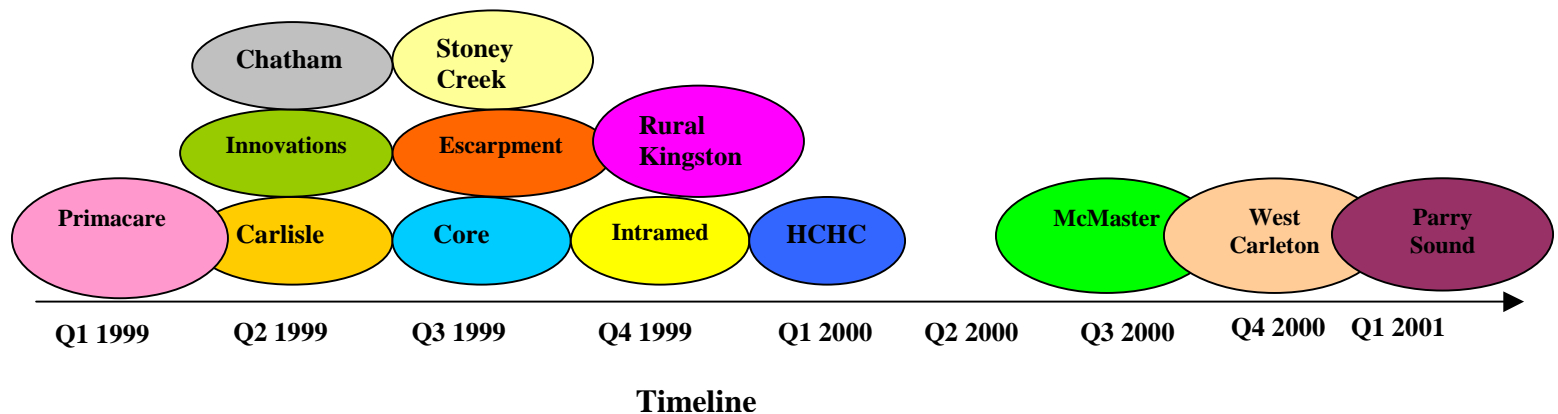 Chatham
Stoney
Creek
Innovations
Escarpment
Rural
Kingston
Primacare
Carlisle
Core
Intramed
HCHC
McMaster
West
Carleton
Parry
Sound
Q1 1999
Q2 1999
Q3 1999
Q4 1999
Q1 2000
Q2 2000
Q3 2000
Q4 2000
Q1 2001
Timeline